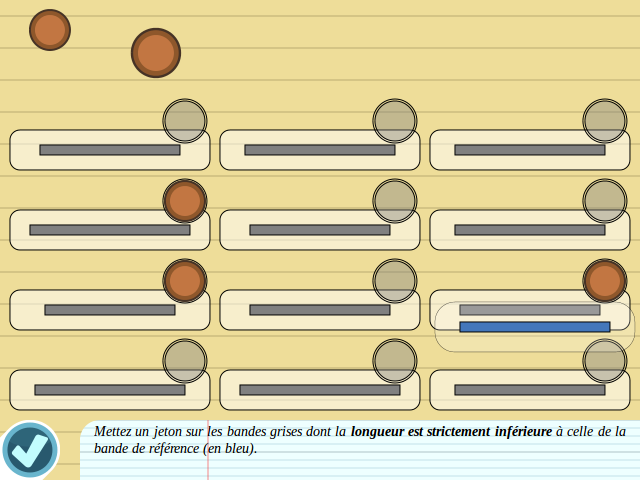 Mettez un jeton sur les bandes grises dont la longueur est strictement inférieure à celle de la
bande de référence (en bleu).